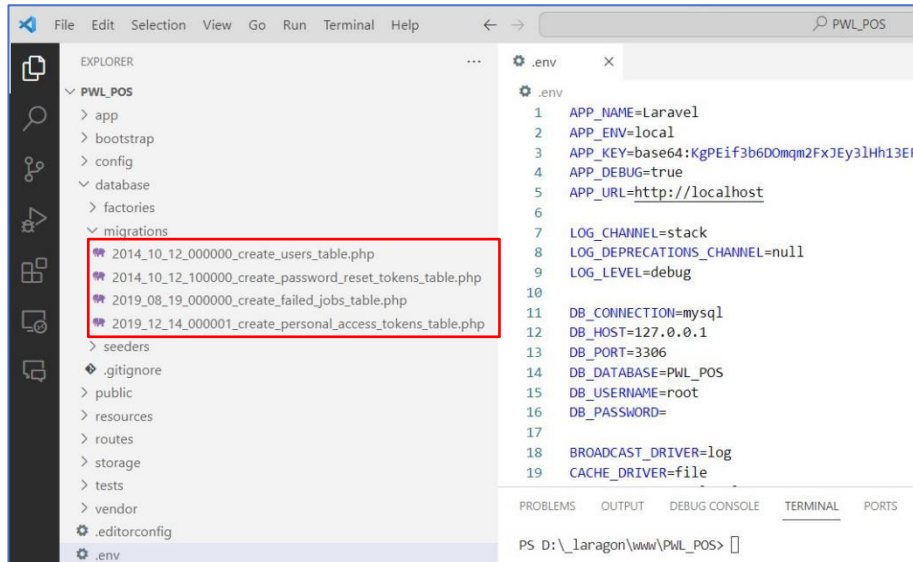 File Edit Selection View Go Run Terminal Help
PWL_POS
EXPLORER
PWL_POS
app
bootstrap
config
database
factories
migrations
2014_10_12_000000_create_users_table.php
2014_10_12_100000_create_password_reset_tokens_table.php
2019_08_19_000000_create_failed_jobs_table.php
2019_12_14_000001_create_personal_access_tokens_table.php
seeders
.gitignore
public
resources
routes
storage
tests
vendor
.editorconfig
.env
.env
.env
1 APP_NAME=Laravel
2 APP_ENV=local
3 APP_KEY=base64:
4 APP_DEBUG=true
5 APP_URL=http://localhost
6
7 LOG_CHANNEL=stack
8 LOG_DEPRECATIONS_CHANNEL=null
9 LOG_LEVEL=debug
10
11 DB_CONNECTION=mysql
12 DB_HOST=127.0.0.1
13 DB_PORT=3306
14 DB_DATABASE=PWL_POS
15 DB_USERNAME=root
16 DB_PASSWORD=
17
18 BROADCAST_DRIVER=log
19 CACHE_DRIVER=file
PROBLEMS OUTPUT DEBUG CONSOLE TERMINAL PORTS
PS D:\_laragon\www\PWL_POS>